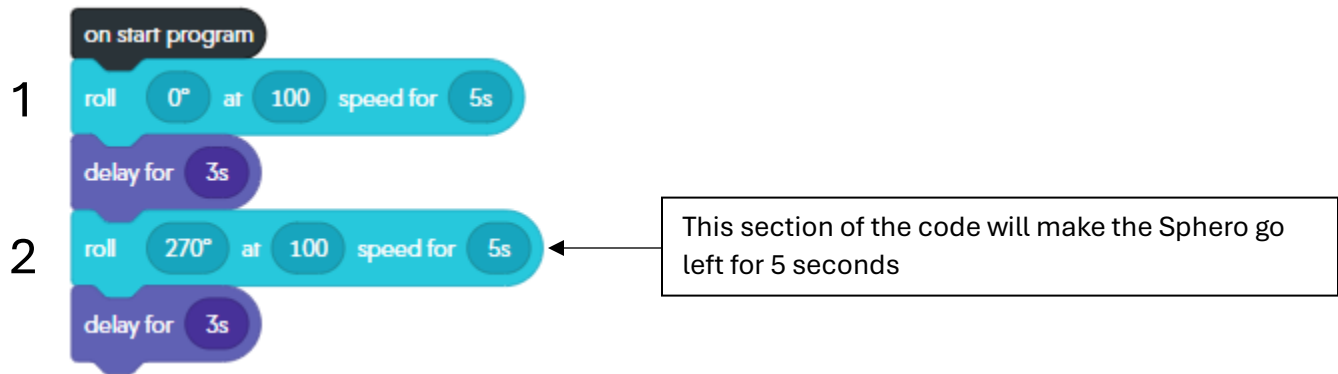 on start program
1 roll 0° at 100 speed for 5s
delay for 3s
2 roll 270° at 100 speed for 5s
This section of the code will make the Sphero go
left for 5 seconds
delay for 3s